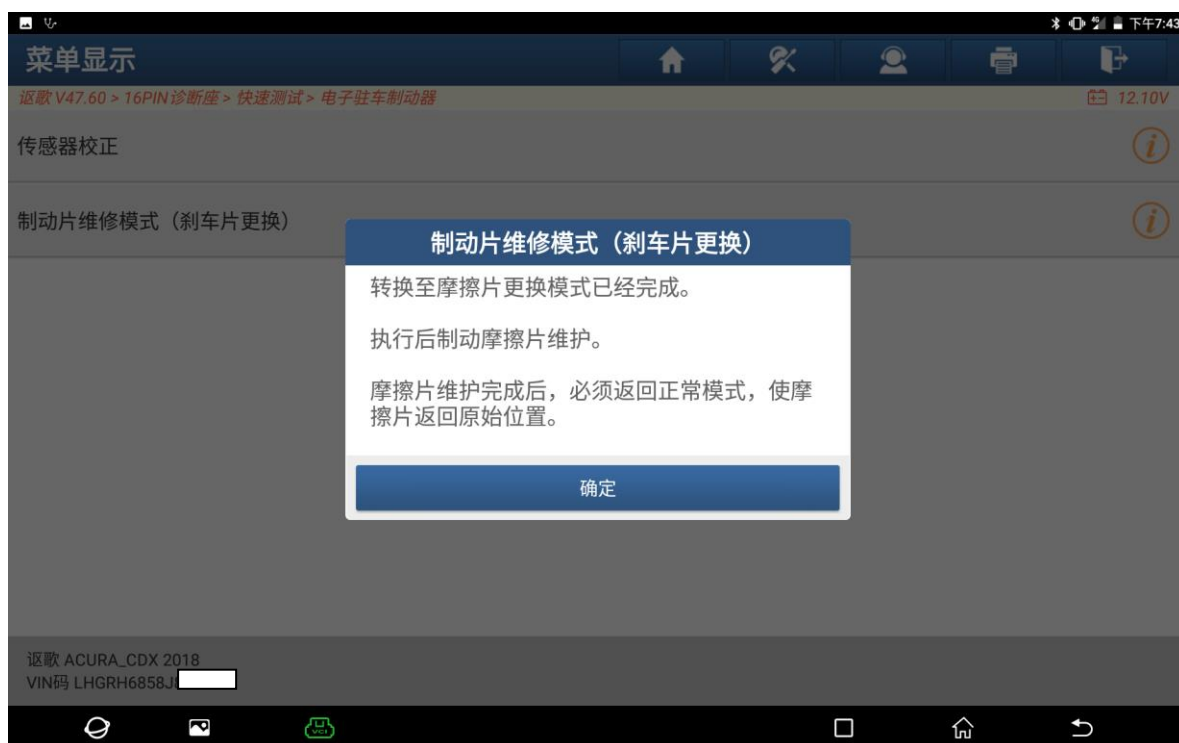 下午7:43
菜单显示
讴歌 V47.60 > 16PIN诊断座 > 快速测试 > 电子驻车制动器
12.10V
传感器校正
制动片维修模式（刹车片更换）
制动片维修模式（刹车片更换）
转换至摩擦片更换模式已经完成。
执行后制动摩擦片维护。
摩擦片维护完成后，必须返回正常模式，使摩
擦片返回原始位置。
确定
讴歌 ACURA_CDX 2018
VIN码 LHGRH6858J
VCI